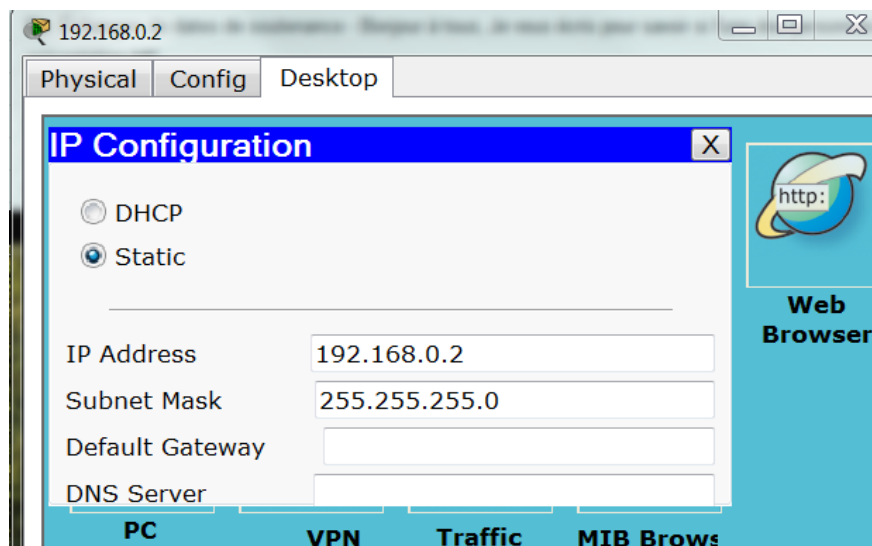 192.168.0.2
Physical Config Desktop
IP Configuration X
DHCP
Static
http:
Web
Browser
IP Address 192.168.0.2
Subnet Mask 255.255.255.0
Default Gateway
DNS Server
PC VPN Traffic MIB Brows